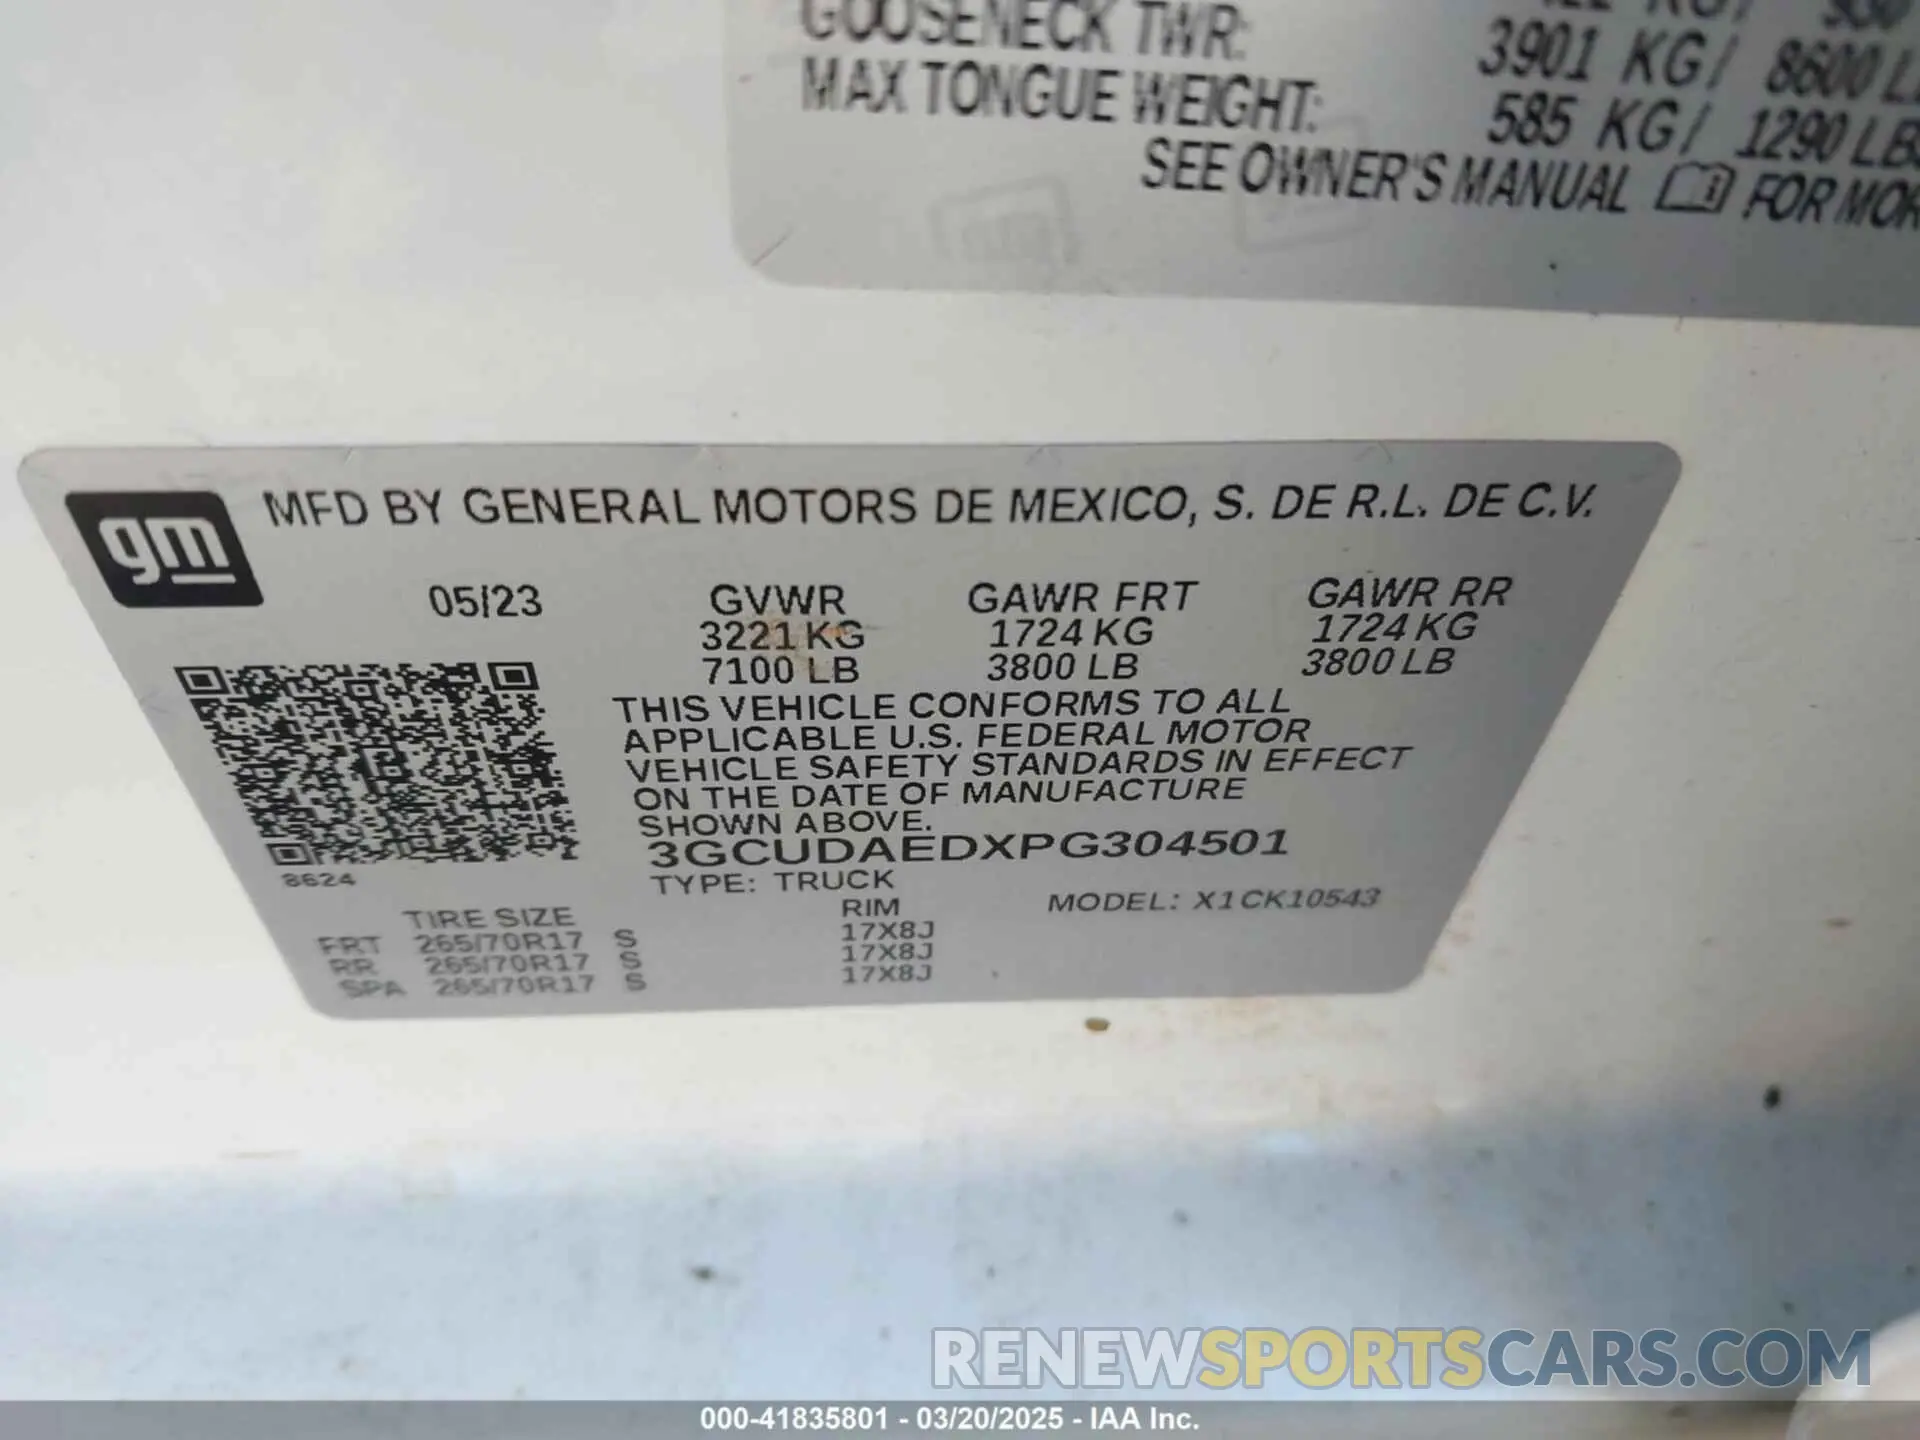 GOOSENECK TWR: 3901 KG/ 8600
MAX TONGUE WEIGHT: 585 KG/ 1290 LBS
SEE OWNER'S MANUAL FOR
gm
MFD BY GENERAL MOTORS DE MEXICO, S. DE R.L. DE C.V.
05/23 GVWR GAWR FRT GAWR RR
3221 KG 1724 KG 1724 KG
7100 LB 3800 LB 3800 LB
THIS VEHICLE CONFORMS TO ALL
APPLICABLE U.S. FEDERAL MOTOR
VEHICLE SAFETY STANDARDS IN EFFECT
ON THE DATE OF MANUFACTURE
SHOWN ABOVE.
3GCUDAEDXPG304501
8624
TYPE: TRUCK
MODEL: X1CK10543
TIRE SIZE RIM
FRT 265/70R17 S 17X8J
RR 265/70R17 S 17X8J
SPA 265/70R17 S 17X8J
RENEWSPORTSCARS.COM
000-41835801 - 03/20/2025 - IAA Inc.